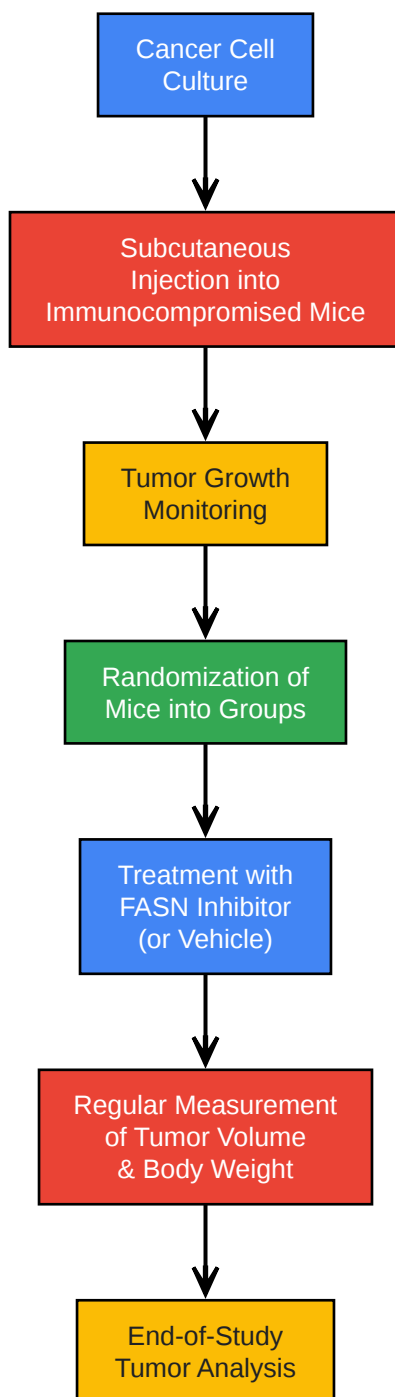 Cancer Cell
Culture
Subcutaneous
Injection into
Immunocompromised Mice
Tumor Growth
Monitoring
Randomization of
Mice into Groups
Treatment with
FASN Inhibitor
(or Vehicle)
Regular Measurement
of Tumor Volume
& Body Weight
End-of-Study
Tumor Analysis